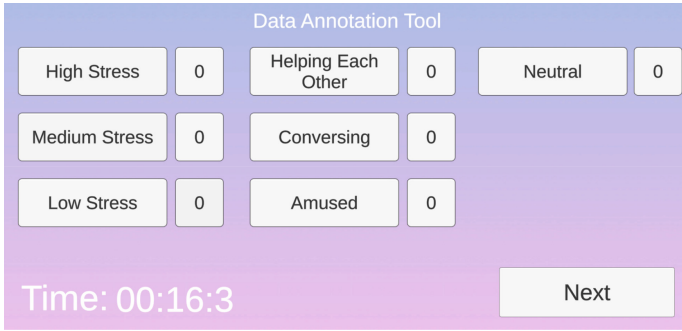 Data Annotation Tool
High Stress 0 Helping Each Other 0 Neutral 0
Medium Stress 0 Conversing 0
Low Stress 0 Amused 0
Time: 00:16:3 Next